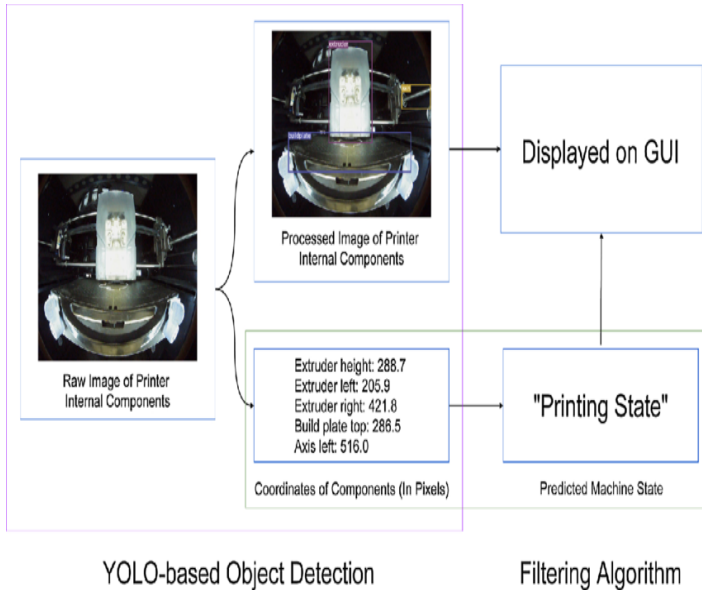 extruder
buildplate
Displayed on GUI
Processed Image of Printer
Internal Components
Raw Image of Printer
Internal Components
Extruder height: 288.7
Extruder left: 205.9
Extruder right: 421.8
Build plate top: 286.5
Axis left: 516.0
"Printing State"
Coordinates of Components (In Pixels)
Predicted Machine State
YOLO-based Object Detection
Filtering Algorithm